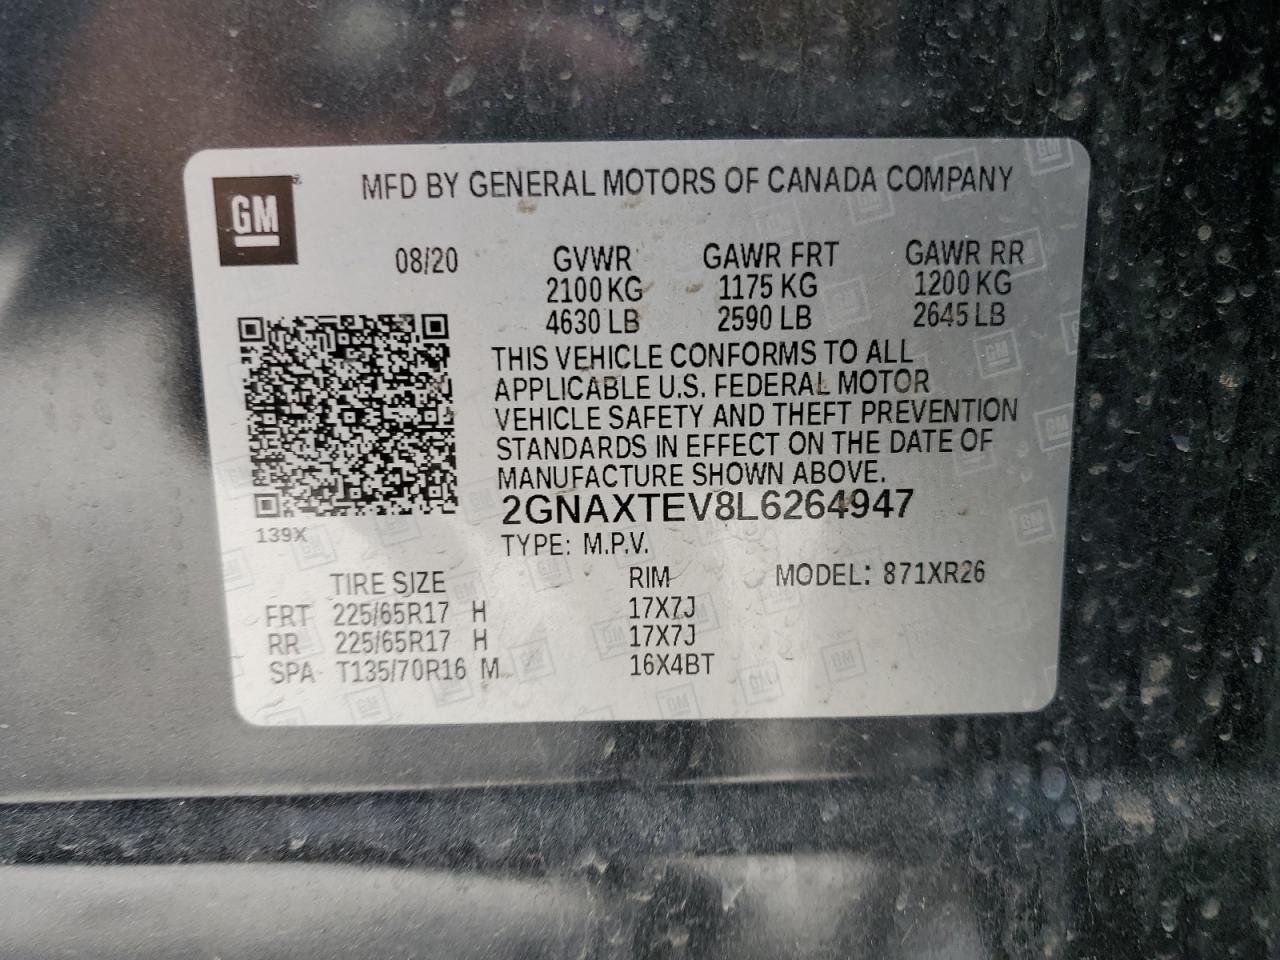 GM
MFD BY GENERAL MOTORS OF CANADA COMPANY
08/20 GVWR GAWR FRT GAWR RR
2100 KG 1175 KG 1200 KG
4630 LB 2590 LB 2645 LB
THIS VEHICLE CONFORMS TO ALL
APPLICABLE U.S. FEDERAL MOTOR
VEHICLE SAFETY AND THEFT PREVENTION
STANDARDS IN EFFECT ON THE DATE OF
MANUFACTURE SHOWN ABOVE.
2GNAXTEV8L6264947
139X
TYPE: M.P.V.
TIRE SIZE RIM MODEL: 871XR26
FRT 225/65R17 H 17X7J
RR 225/65R17 H 17X7J
SPA T135/70R16 M 16X4BT